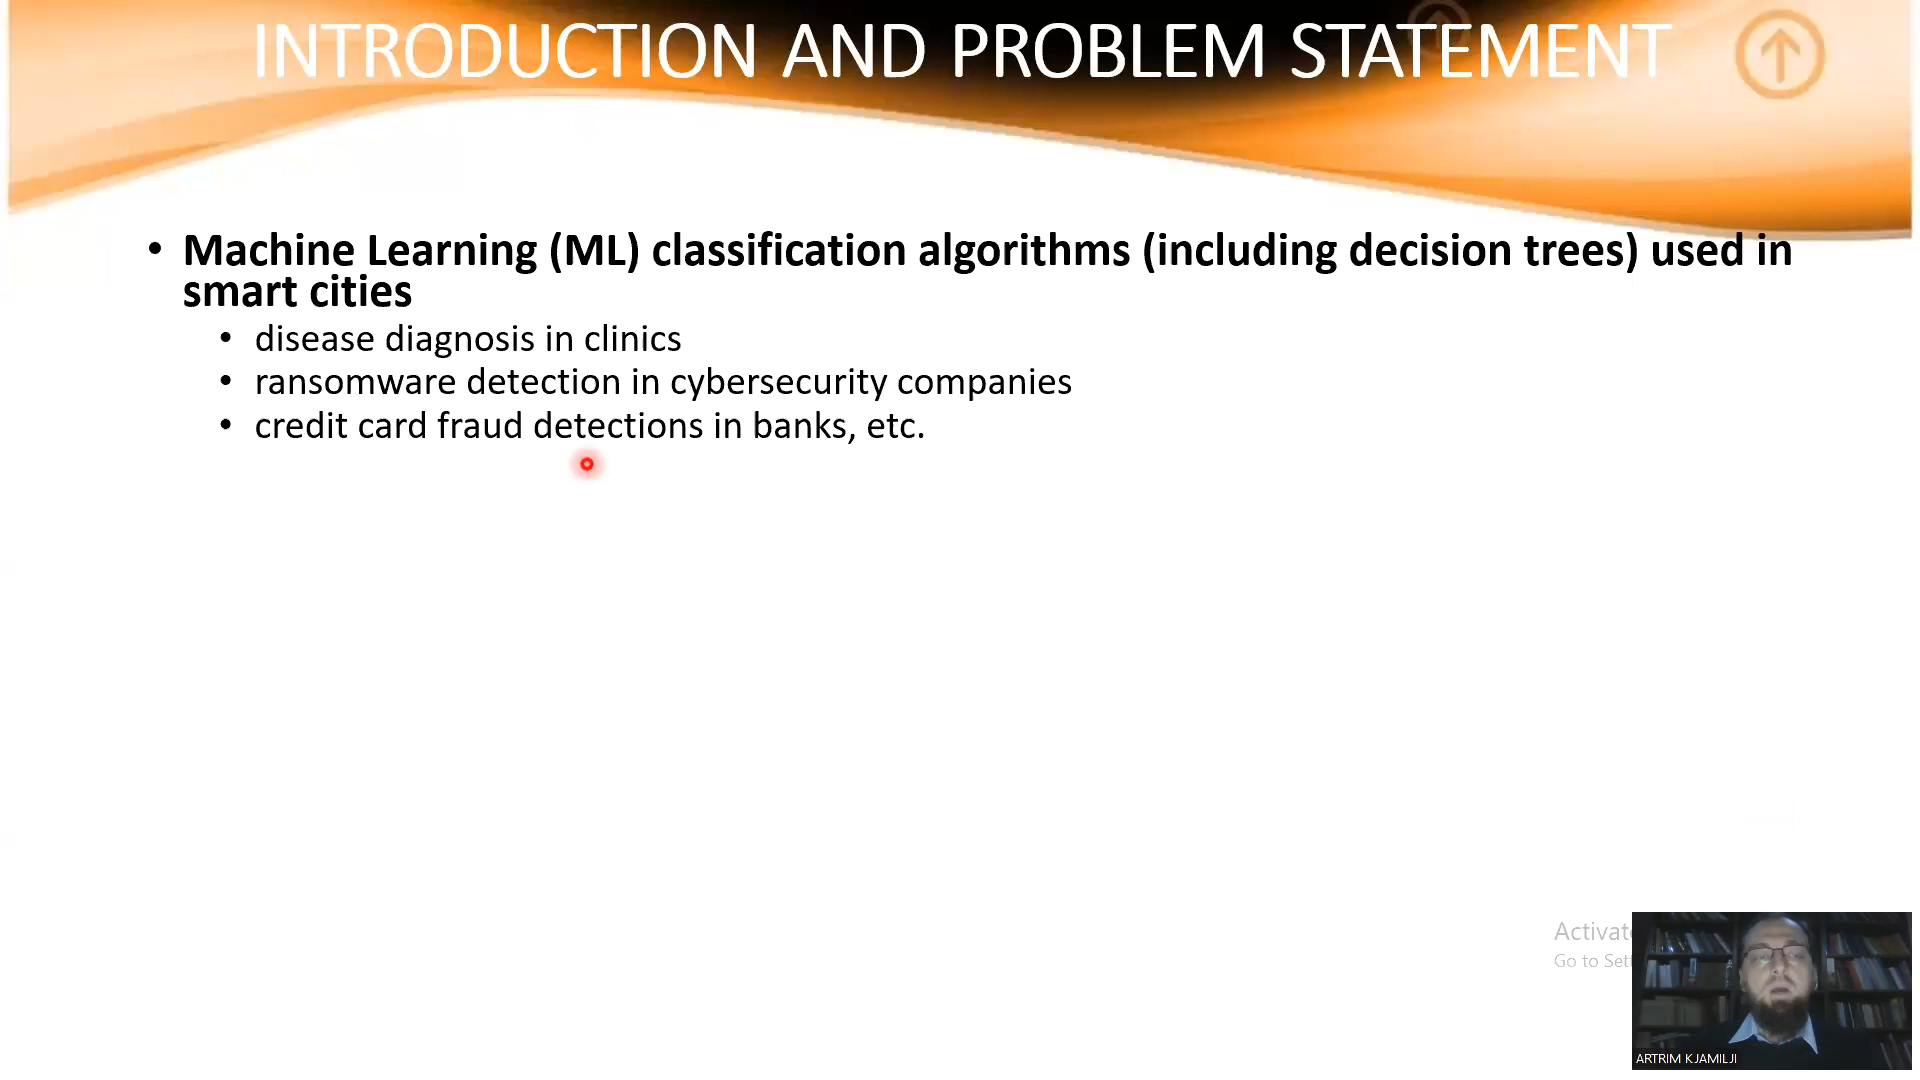 INTRODUCTION AND PROBLEM STATEMENT
• Machine Learning (ML) classification algorithms (including decision trees) used in
smart cities
• disease diagnosis in clinics
• ransomware detection in cybersecurity companies
• credit card fraud detections in banks, etc.
Activat
Go to Set
ARTRIM KJAMILJI